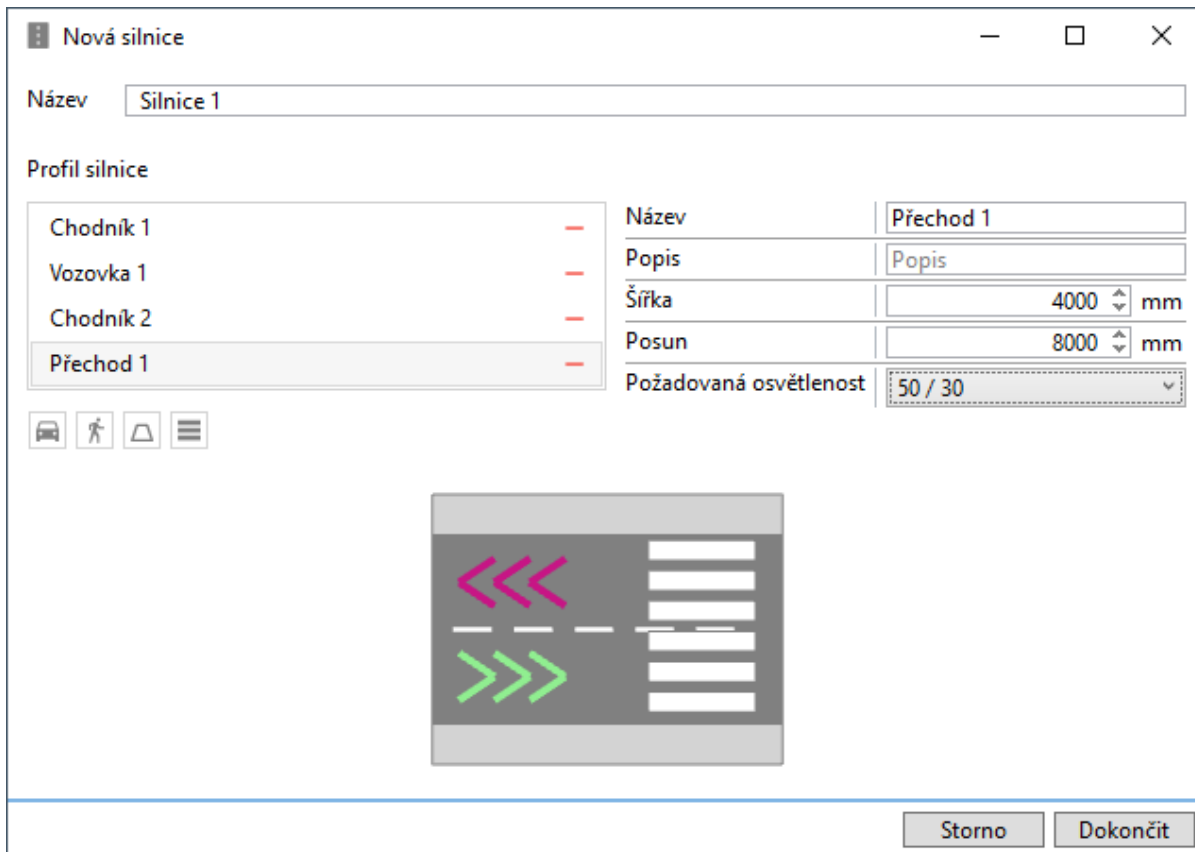 Nová silnice
Název Silnice 1
Profil silnice
Chodník 1
Vozovka 1
Chodník 2
Přechod 1
Název Přechod 1
Popis Popis
Šířka 4000 mm
Posun 8000 mm
Požadovaná osvětlenost 50 / 30
Storno Dokončit